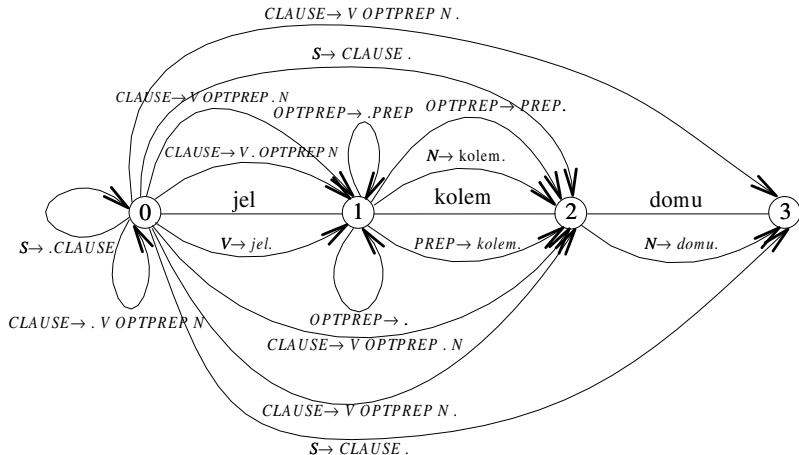 CLAUSE→ V OPTPREP N .
S→ CLAUSE .
CLAUSE→ V OPTPREP . N
OPTPREP→ .PREP
OPTPREP→ PREP.
CLAUSE→ V . OPTPREP N
N→ kolem.
jel
kolem
domu
0
1
2
3
S→ .CLAUSE
V→ jel.
PREP→ kolem.
N→ domu.
CLAUSE→ . V OPTPREP N
OPTPREP→ .
CLAUSE→ V OPTPREP . N
CLAUSE→ V OPTPREP N .
S→ CLAUSE .